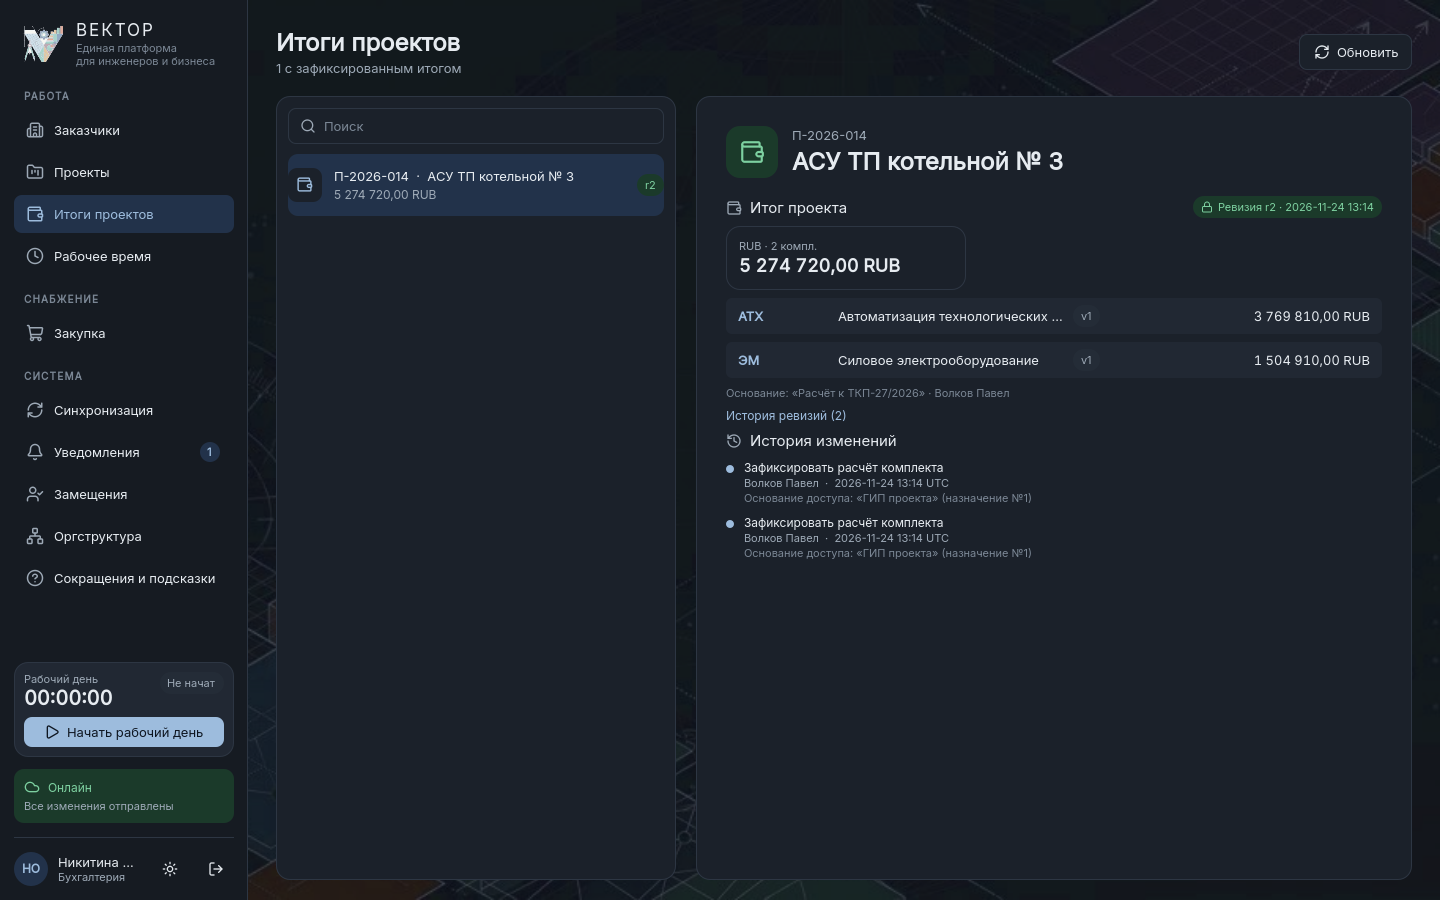 ВЕКТОР
Единая платформа
для инженеров и бизнеса
РАБОТА
Заказчики
Проекты
Итоги проектов
Рабочее время
СНАБЖЕНИЕ
Закупка
СИСТЕМА
Синхронизация
Уведомления 1
Замещения
Оргструктура
Сокращения и подсказки
Рабочий день
Не начат
00:00:00
Начать рабочий день
Онлайн
Все изменения отправлены
НО
Никитина ...
Бухгалтерия
Итоги проектов
1 с зафиксированным итогом
Обновить
Поиск
П-2026-014 · АСУ ТП котельной № 3
5 274 720,00 RUB
r2
П-2026-014
АСУ ТП котельной № 3
Итог проекта
Ревизия r2 · 2026-11-24 13:14
RUB · 2 компл.
5 274 720,00 RUB
АТХ Автоматизация технологических ... v1 3 769 810,00 RUB
ЭМ Силовое электрооборудование v1 1 504 910,00 RUB
Основание: «Расчёт к ТКП-27/2026» · Волков Павел
История ревизий (2)
История изменений
Зафиксировать расчёт комплекта
Волков Павел · 2026-11-24 13:14 UTC
Основание доступа: «ГИП проекта» (назначение №1)
Зафиксировать расчёт комплекта
Волков Павел · 2026-11-24 13:14 UTC
Основание доступа: «ГИП проекта» (назначение №1)